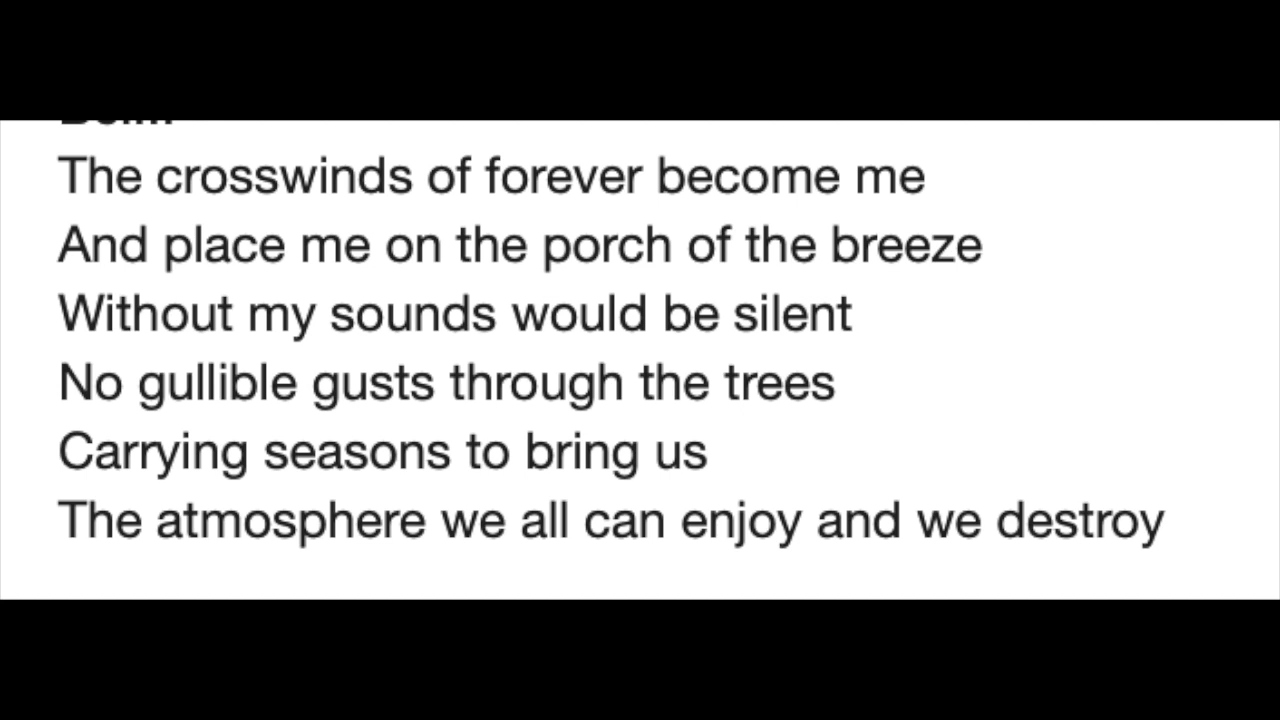 The crosswinds of forever become me
And place me on the porch of the breeze
Without my sounds would be silent
No gullible gusts through the trees
Carrying seasons to bring us
The atmosphere we all can enjoy and we destroy